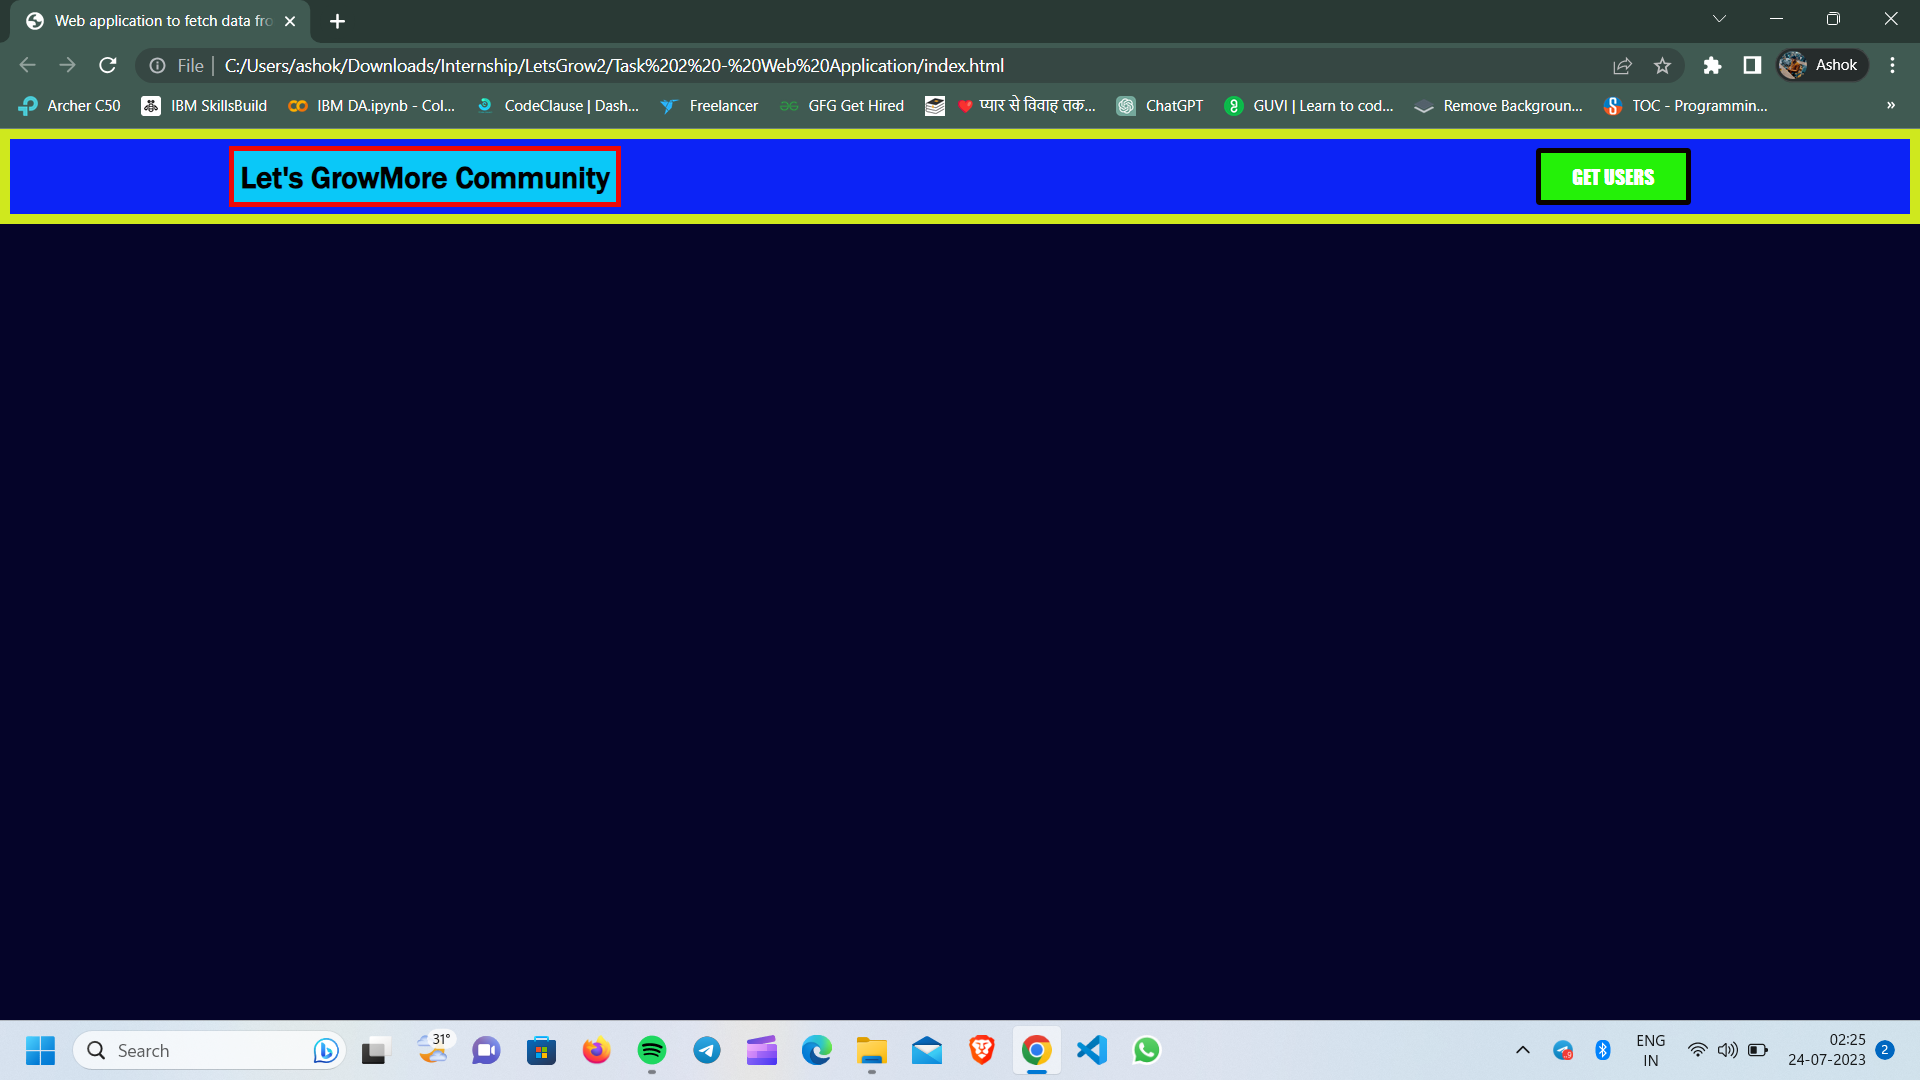 Web application to fetch data fro
File
C:/Users/ashok/Downloads/Internship/LetsGrow2/Task%202%20-%20Web%20Application/index.html
Ashok
Archer C50
IBM SkillsBuild
IBM DA.ipynb - Col...
CodeClause | Dash...
Freelancer
GFG Get Hired
प्यार से विवाह तक...
ChatGPT
GUVI | Learn to cod...
Remove Backgroun...
TOC - Programmin...
»
Let's GrowMore Community
GET USERS
Search
31°
ENG
IN
02:25
24-07-2023
2